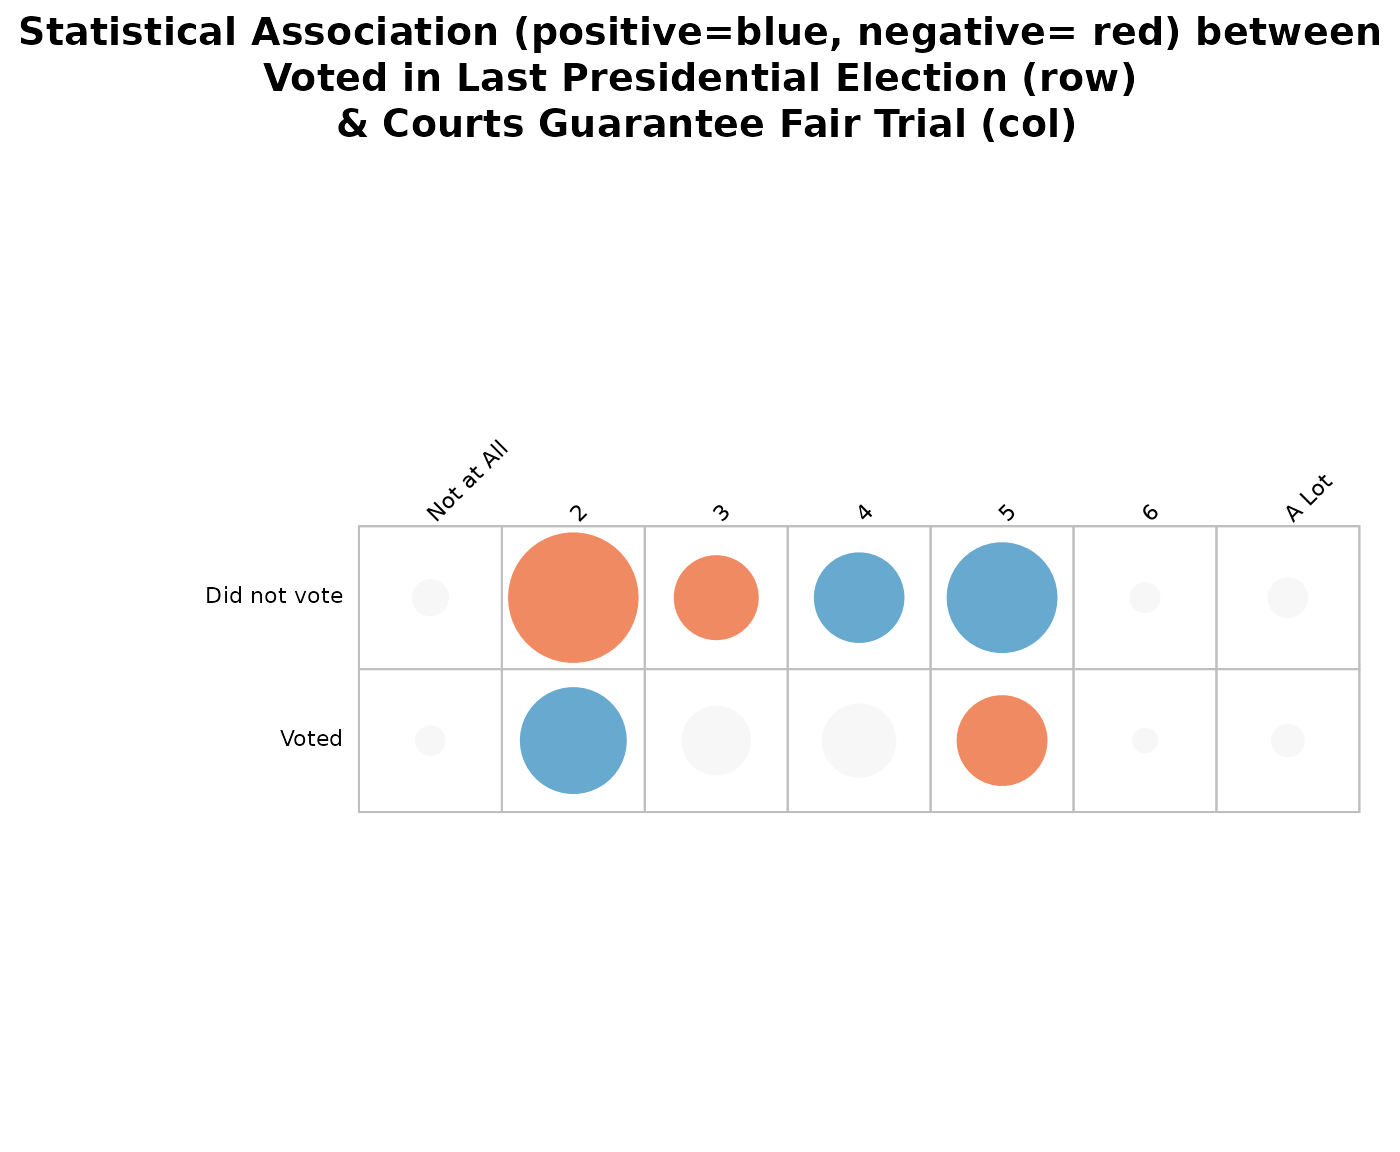 Statistical Association (positive=blue, negative= red) between
Voted in Last Presidential Election (row)
& Courts Guarantee Fair Trial (col)
Not at All
2
3
4
5
6
A Lot
Did not vote
Voted